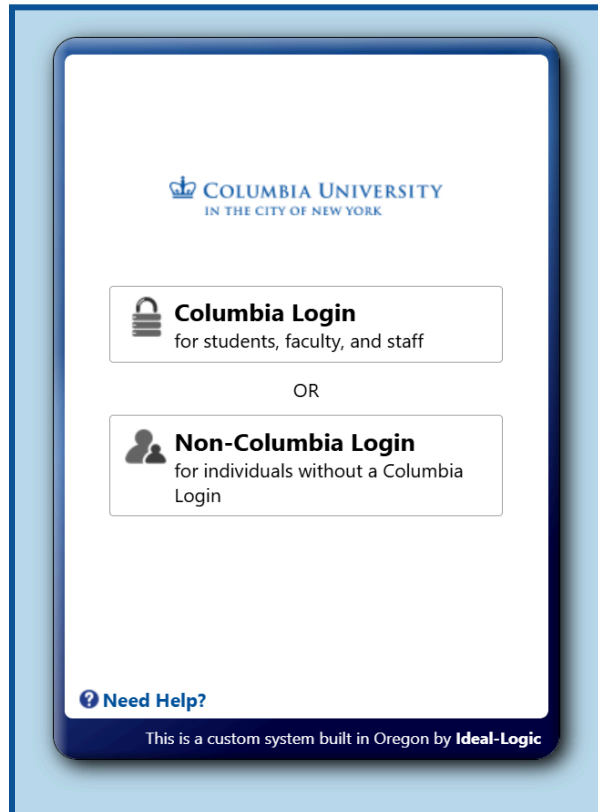 COLUMBIA UNIVERSITY
IN THE CITY OF NEW YORK
Columbia Login
for students, faculty, and staff
OR
Non-Columbia Login
for individuals without a Columbia
Login
Need Help?
This is a custom system built in Oregon by Ideal-Logic